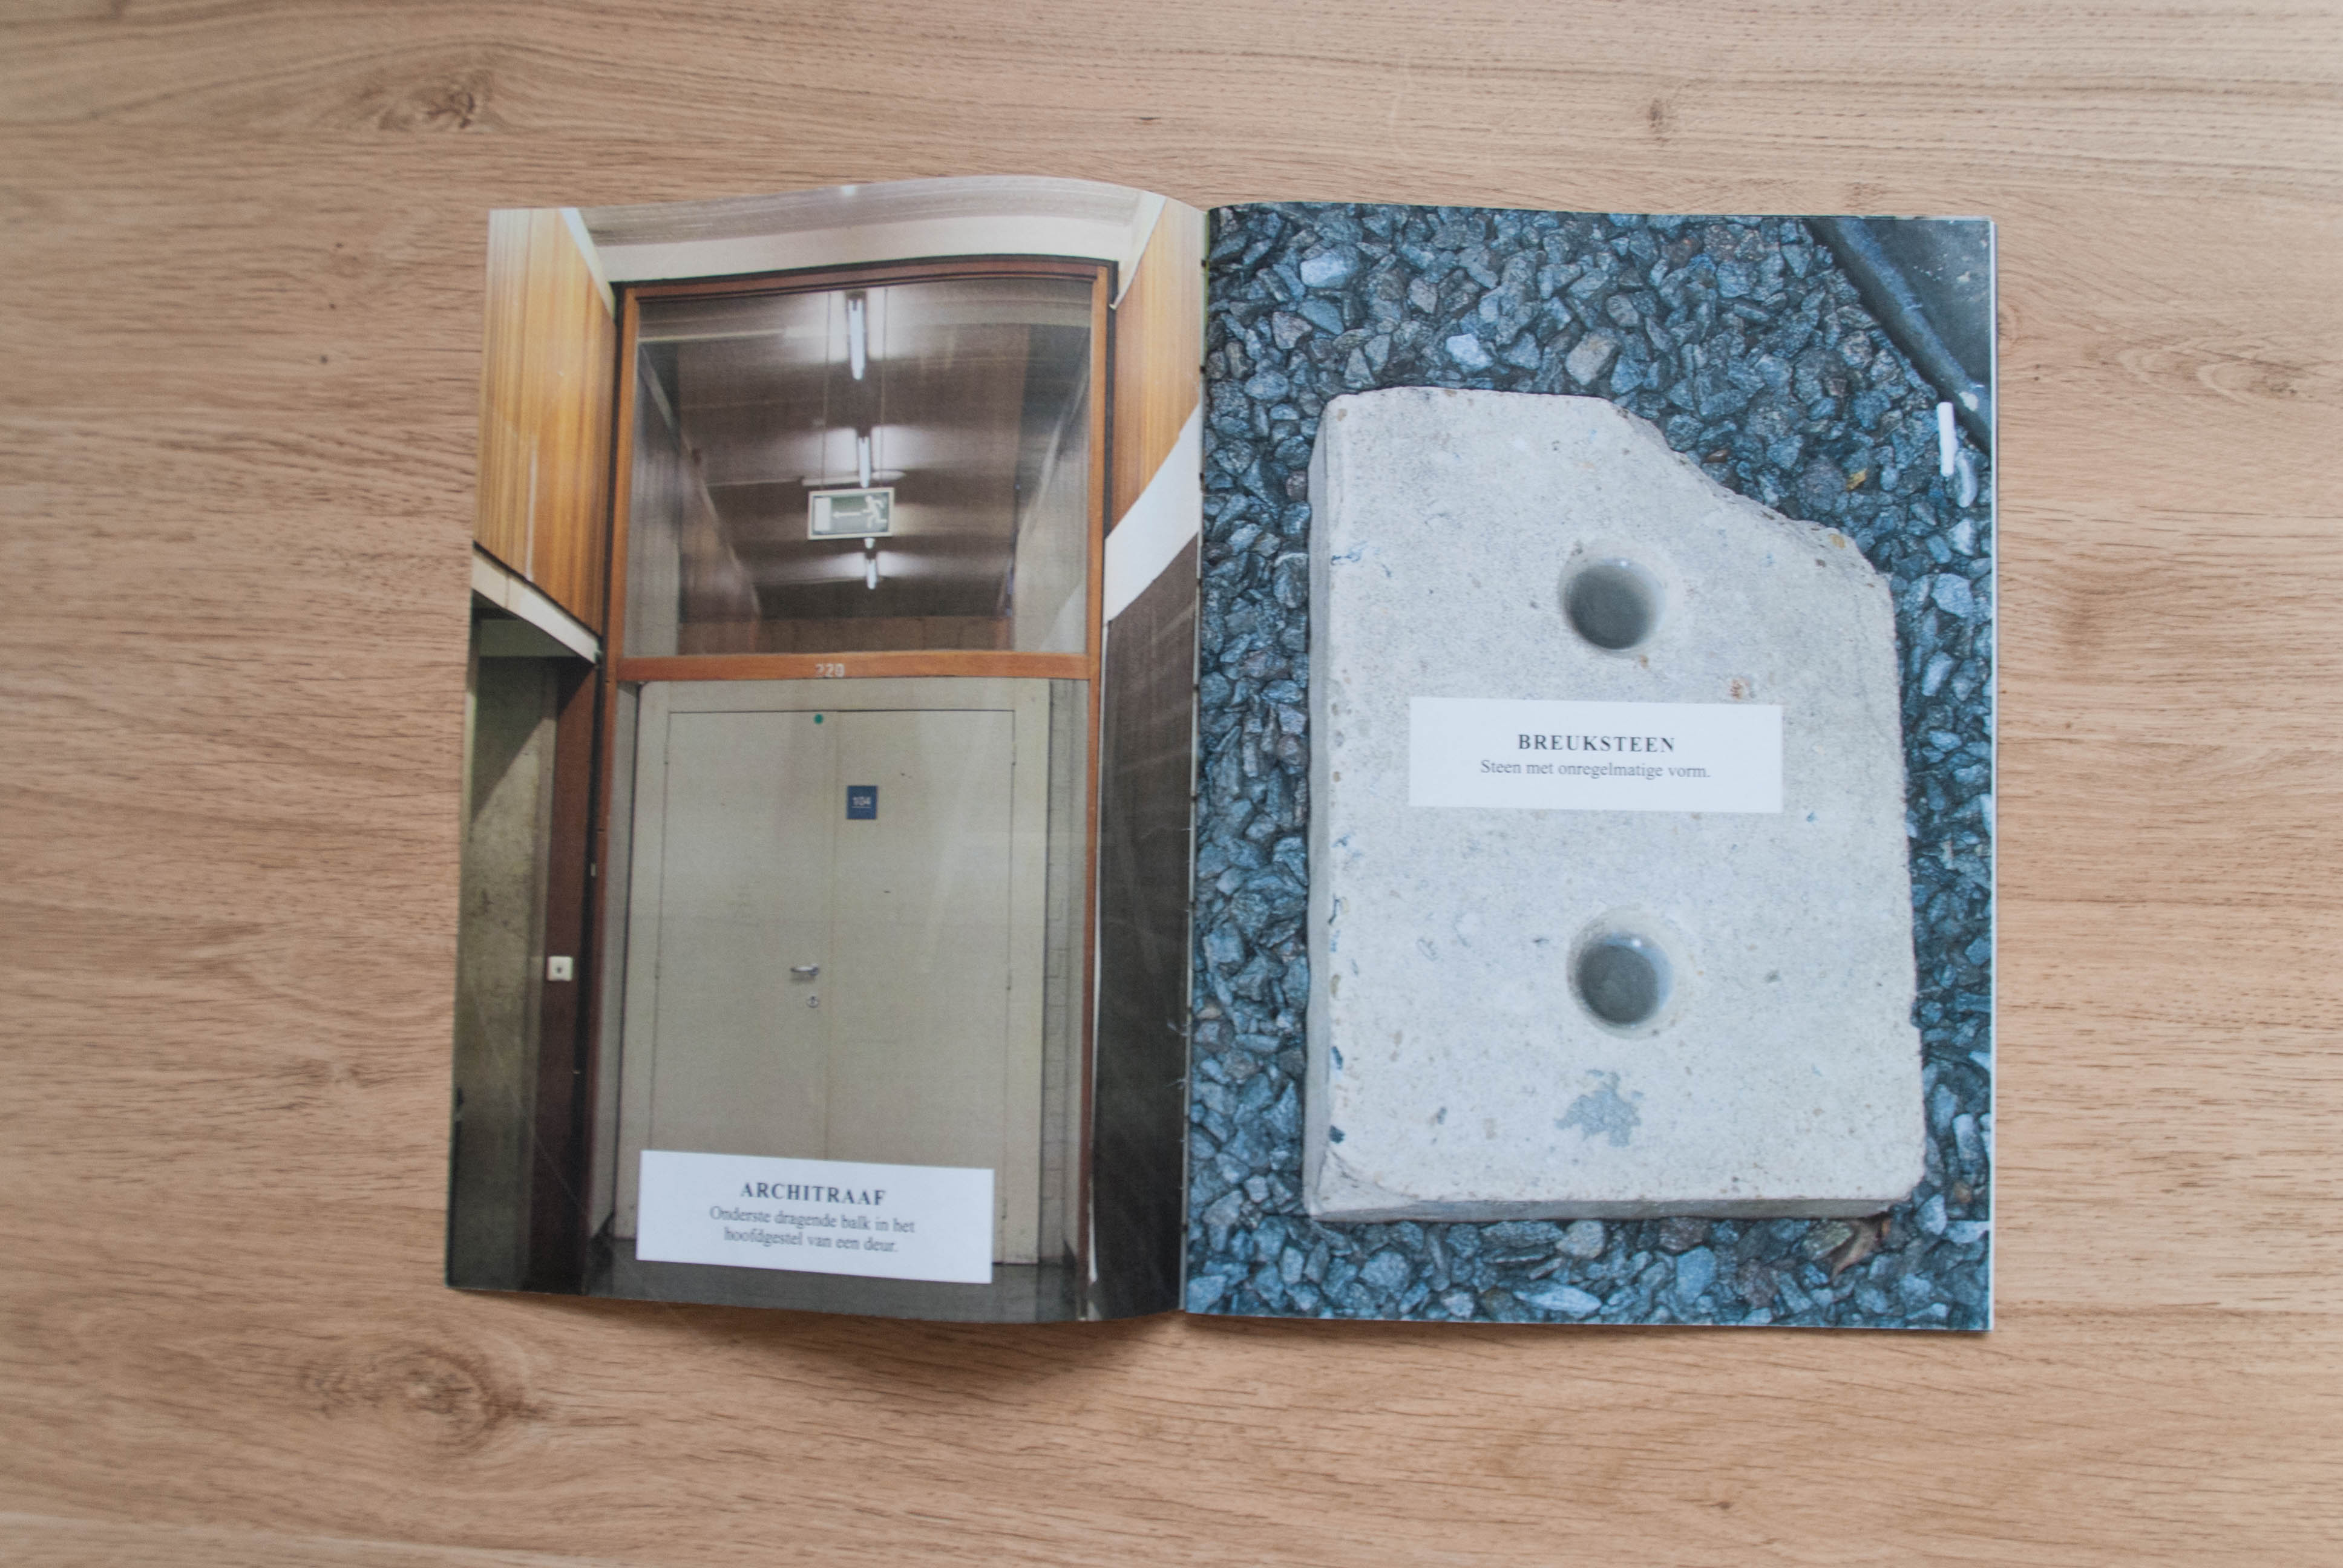 220
104
ARCHITRAAF
Onderste dragende balk in het
hoofdgestel van een deur.
BREUKSTEEN
Steen met onregelmatige vorm.